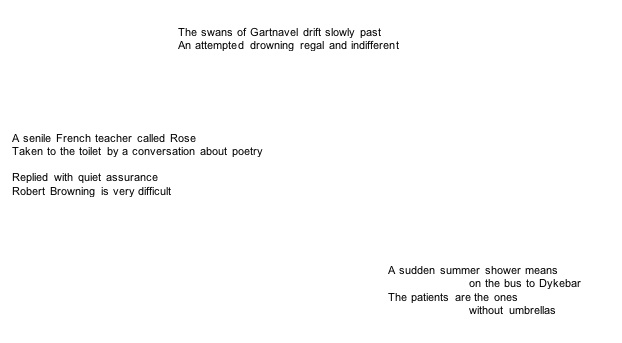 The swans of Gartnavel drift slowly past
An attempted drowning regal and indifferent
A senile French teacher called Rose
Taken to the toilet by a conversation about poetry
Replied with quiet assurance
Robert Browning is very difficult
A sudden summer shower means
on the bus to Dykebar
The patients are the ones
without umbrellas